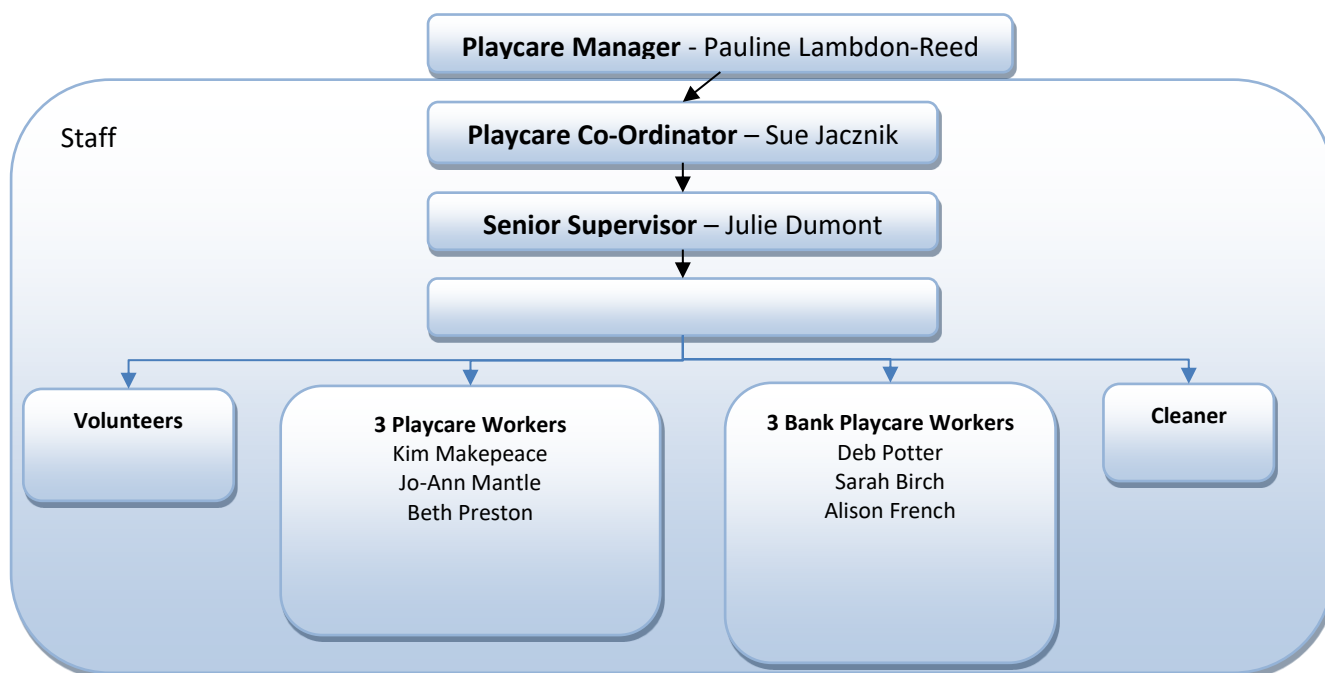 Playcare Manager - Pauline Lambdon-Reed
Staff
Playcare Co-Ordinator – Sue Jacznik
Senior Supervisor – Julie Dumont
Volunteers
3 Playcare Workers
Kim Makepeace
Jo-Ann Mantle
Beth Preston
3 Bank Playcare Workers
Deb Potter
Sarah Birch
Alison French
Cleaner